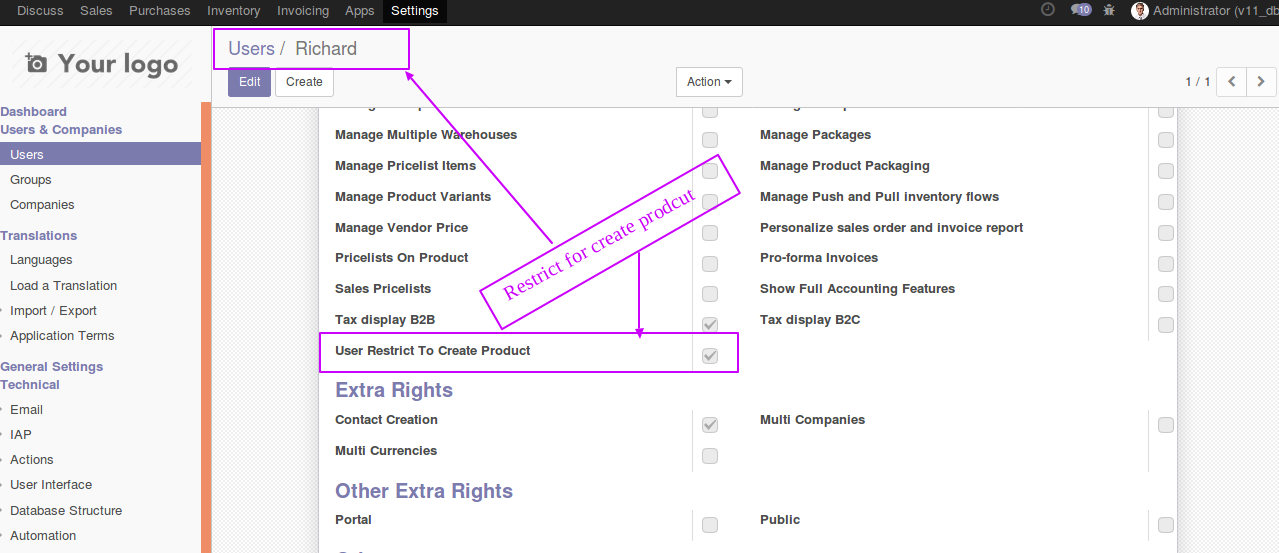 Discuss Sales Purchases Inventory Invoicing Apps Settings 10 Administrator (v11_db
Your logo
Users / Richard
Edit Create Action 1 / 1
Dashboard
Users & Companies
Users
Groups
Companies
Translations
Languages
Load a Translation
Import / Export
Application Terms
General Settings
Technical
Email
IAP
Actions
User Interface
Database Structure
Automation
Manage Multiple Warehouses Manage Packages
Manage Pricelist Items Manage Product Packaging
Manage Product Variants Manage Push and Pull inventory flows
Manage Vendor Price Personalize sales order and invoice report
Pricelists On Product Pro-forma Invoices
Sales Pricelists Show Full Accounting Features
Tax display B2B Tax display B2C
User Restrict To Create Product
Restrict for create prodcut
Extra Rights
Contact Creation Multi Companies
Multi Currencies
Other Extra Rights
Portal Public